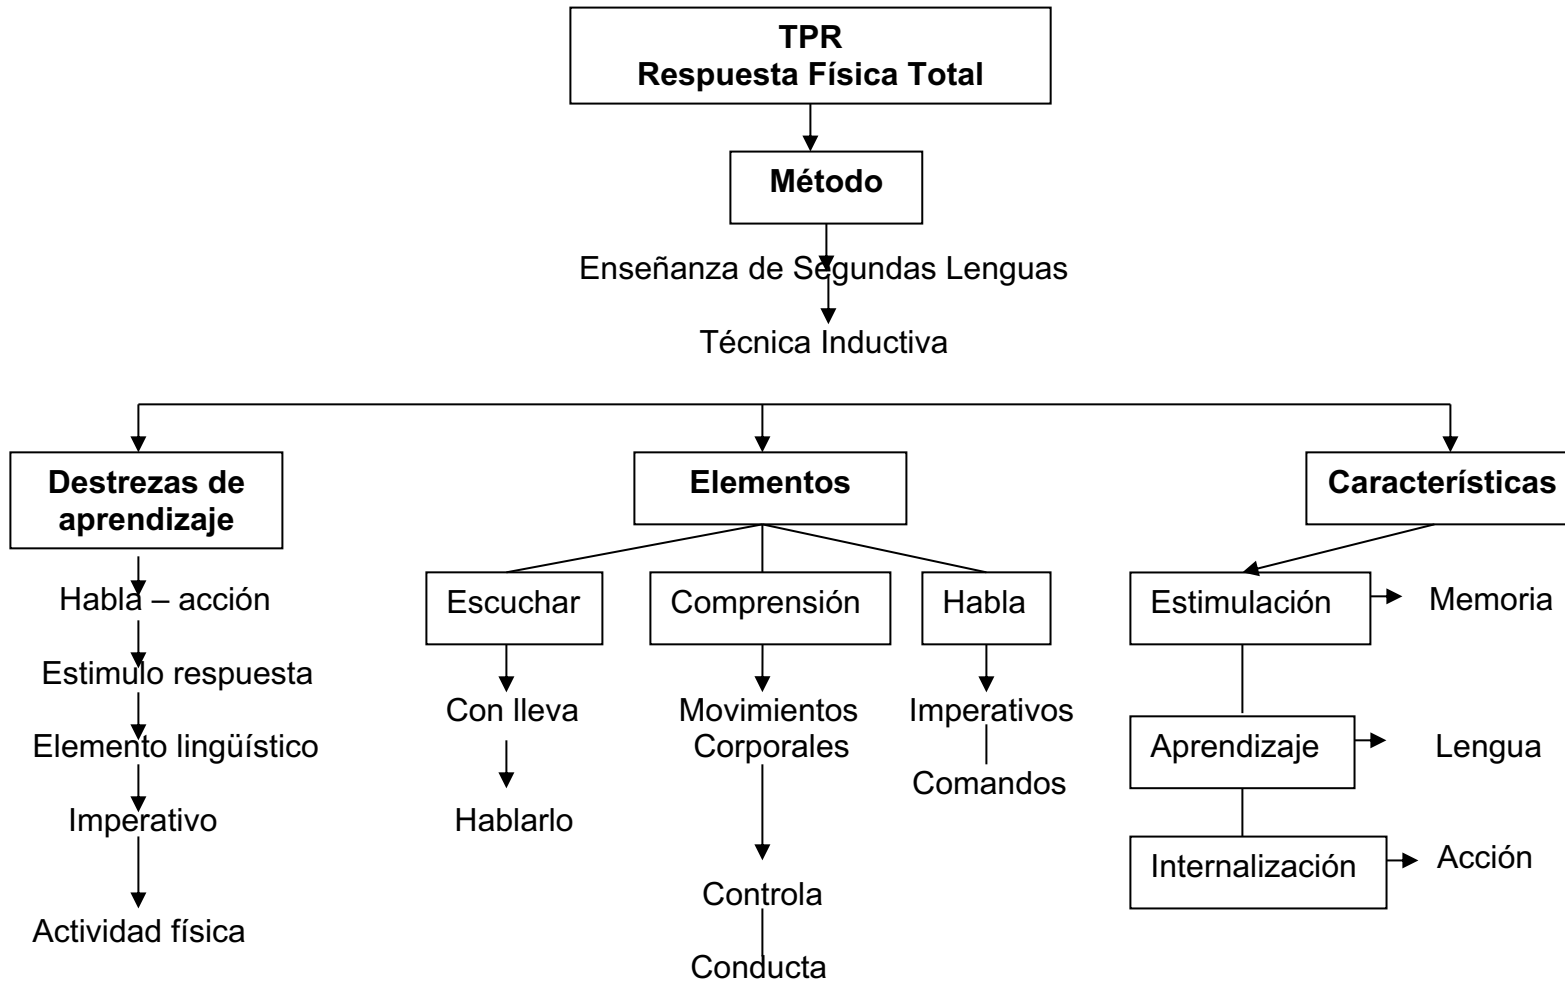 TPR
Respuesta Física Total
Método
Enseñanza de Segundas Lenguas
Técnica Inductiva
Destrezas de
aprendizaje
Habla – acción
Estimulo respuesta
Elemento lingüístico
Imperativo
Actividad física
Elementos
Escuchar
Con lleva
Hablarlo
Comprensión
Movimientos
Corporales
Controla
Conducta
Habla
Imperativos
Comandos
Características
Estimulación
Memoria
Aprendizaje
Lengua
Internalización
Acción